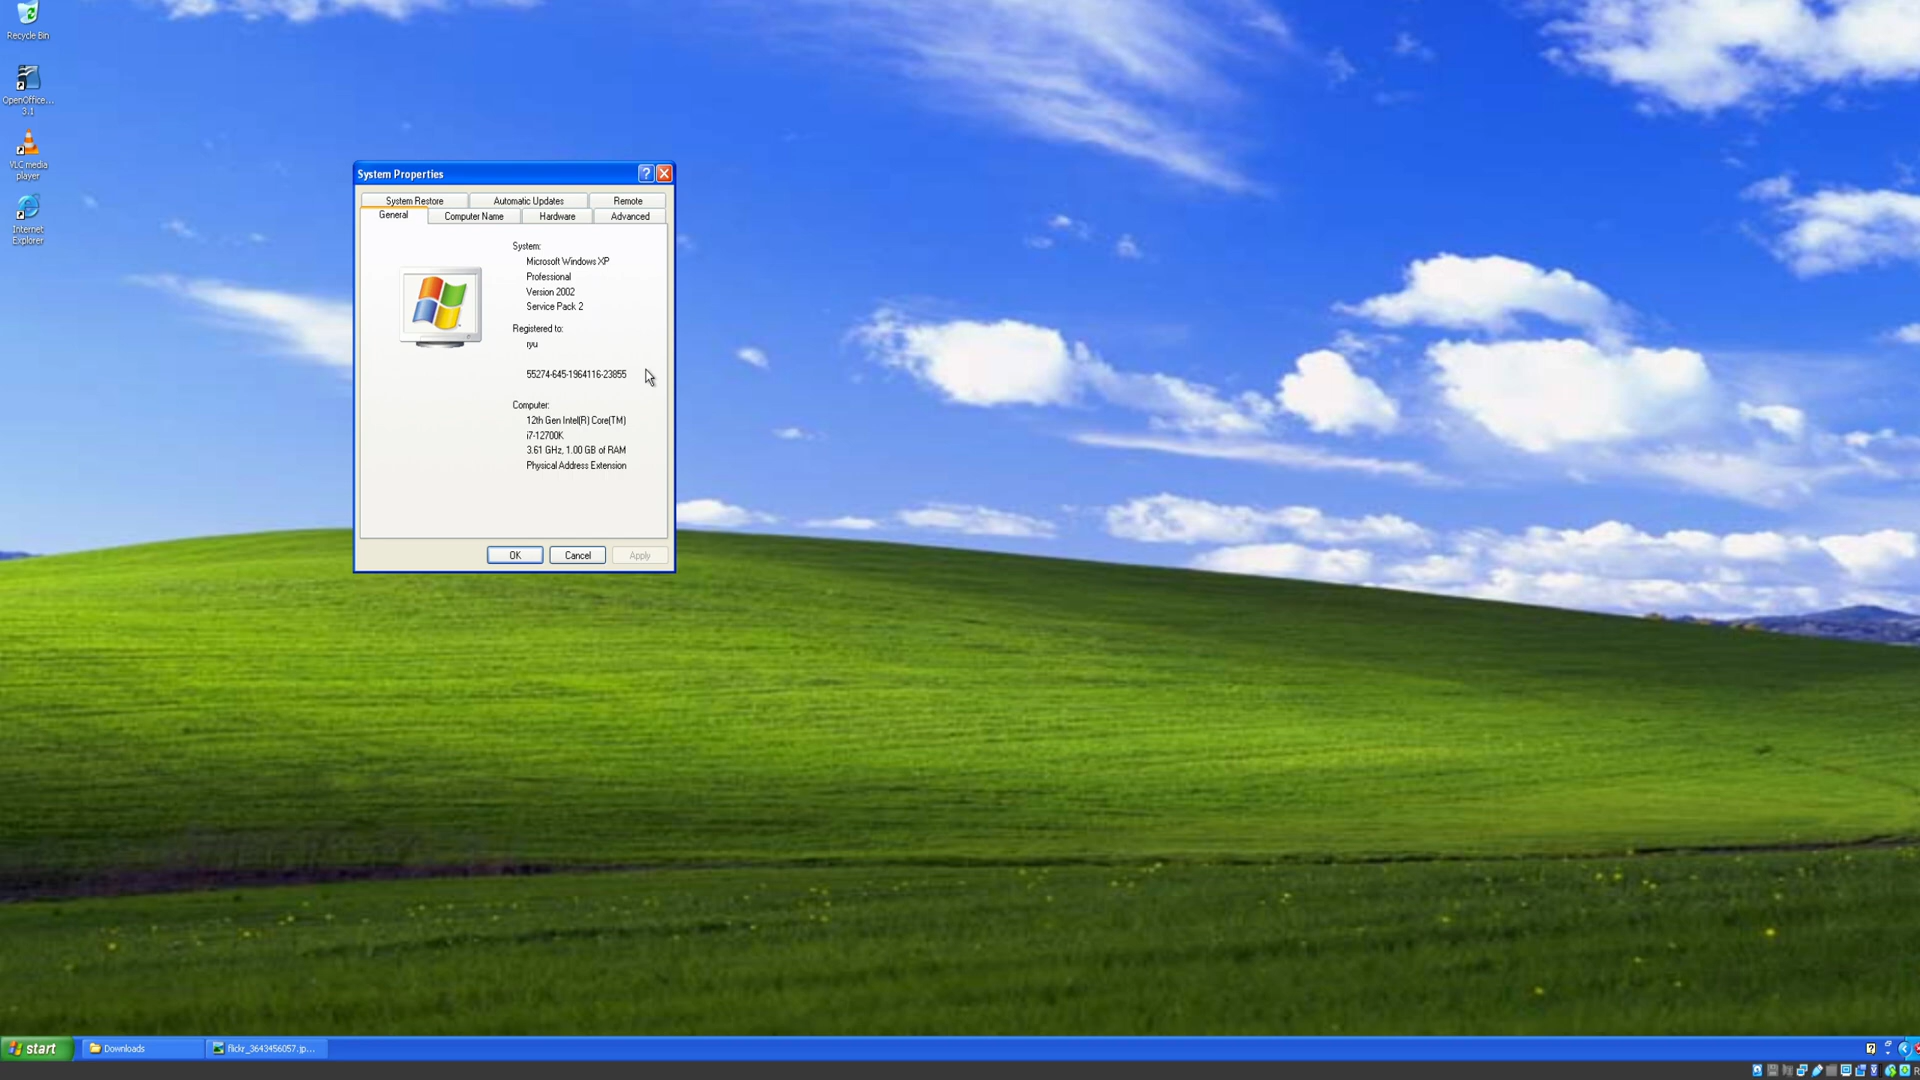 Recycle Bin
OpenOffice...
3.1
VLC media
player
Internet
Explorer
System Properties
System Restore
Automatic Updates
Remote
General
Computer Name
Hardware
Advanced
System:
Microsoft Windows XP
Professional
Version 2002
Service Pack 2
Registered to:
ryu
55274-645-1964116-23855
Computer:
12th Gen Intel(R) Core(TM)
i7-12700K
3.61 GHz, 1.00 GB of RAM
Physical Address Extension
OK
Cancel
Apply
start
Downloads
flickr_3643456057.jp...